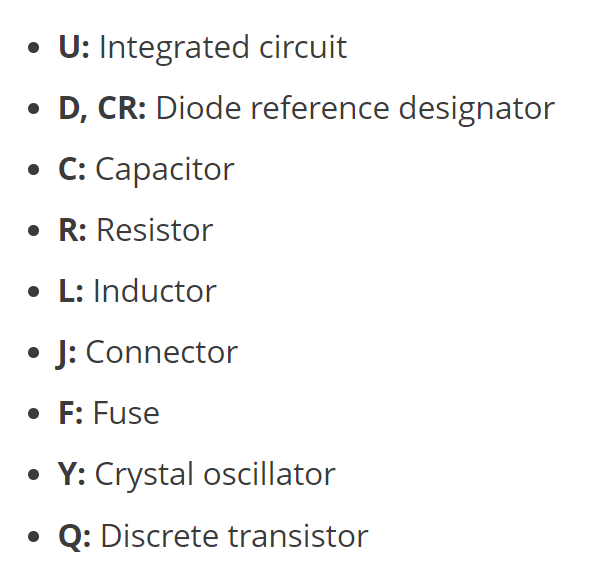 • U: Integrated circuit
• D, CR: Diode reference designator
• C: Capacitor
• R: Resistor
• L: Inductor
• J: Connector
• F: Fuse
• Y: Crystal oscillator
• Q: Discrete transistor